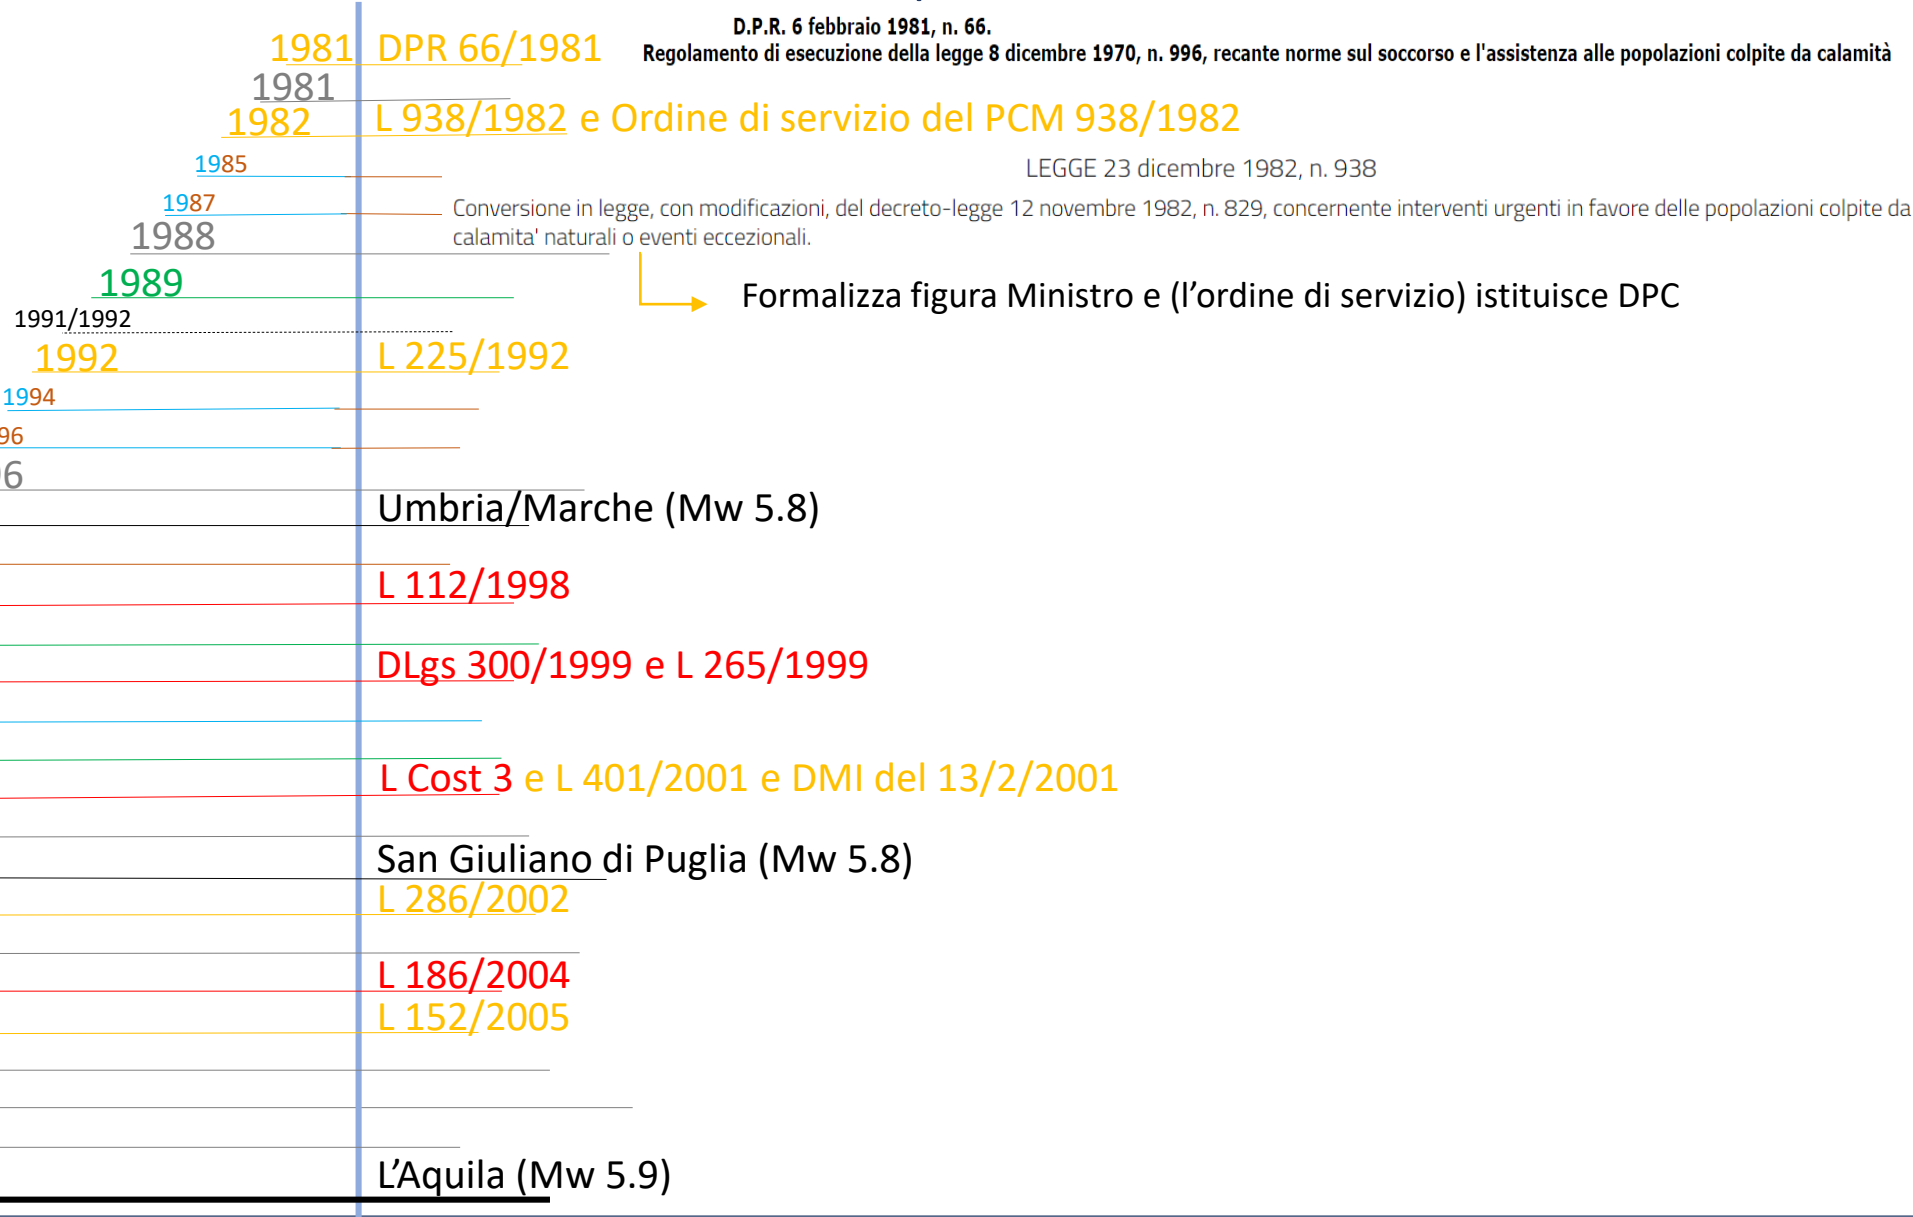 D.P.R. 6 febbraio 1981, n. 66.
1981 DPR 66/1981 Regolamento di esecuzione della legge 8 dicembre 1970, n. 996, recante norme sul soccorso e l'assistenza alle popolazioni colpite da calamità
1981
1982 L 938/1982 e Ordine di servizio del PCM 938/1982
1985 LEGGE 23 dicembre 1982, n. 938
1987 Conversione in legge, con modificazioni, del decreto-legge 12 novembre 1982, n. 829, concernente interventi urgenti in favore delle popolazioni colpite da
1988 calamita' naturali o eventi eccezionali.
1989 Formalizza figura Ministro e (l'ordine di servizio) istituisce DPC
1991/1992
1992 L 225/1992
1994
96
6
Umbria/Marche (Mw 5.8)
L 112/1998
DLgs 300/1999 e L 265/1999
L Cost 3 e L 401/2001 e DMI del 13/2/2001
San Giuliano di Puglia (Mw 5.8)
L 286/2002
L 186/2004
L 152/2005
L'Aquila (Mw 5.9)